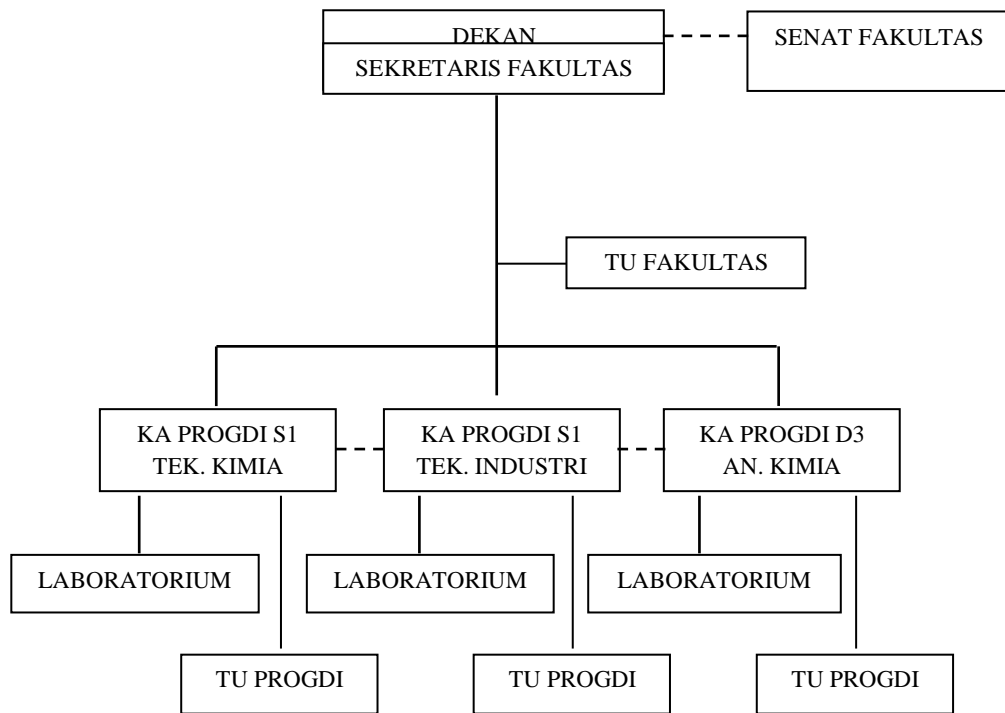 DEKAN
SENAT FAKULTAS
SEKRETARIS FAKULTAS
TU FAKULTAS
KA PROGDI S1
TEK. KIMIA
KA PROGDI S1
TEK. INDUSTRI
KA PROGDI D3
AN. KIMIA
LABORATORIUM
LABORATORIUM
LABORATORIUM
TU PROGDI
TU PROGDI
TU PROGDI